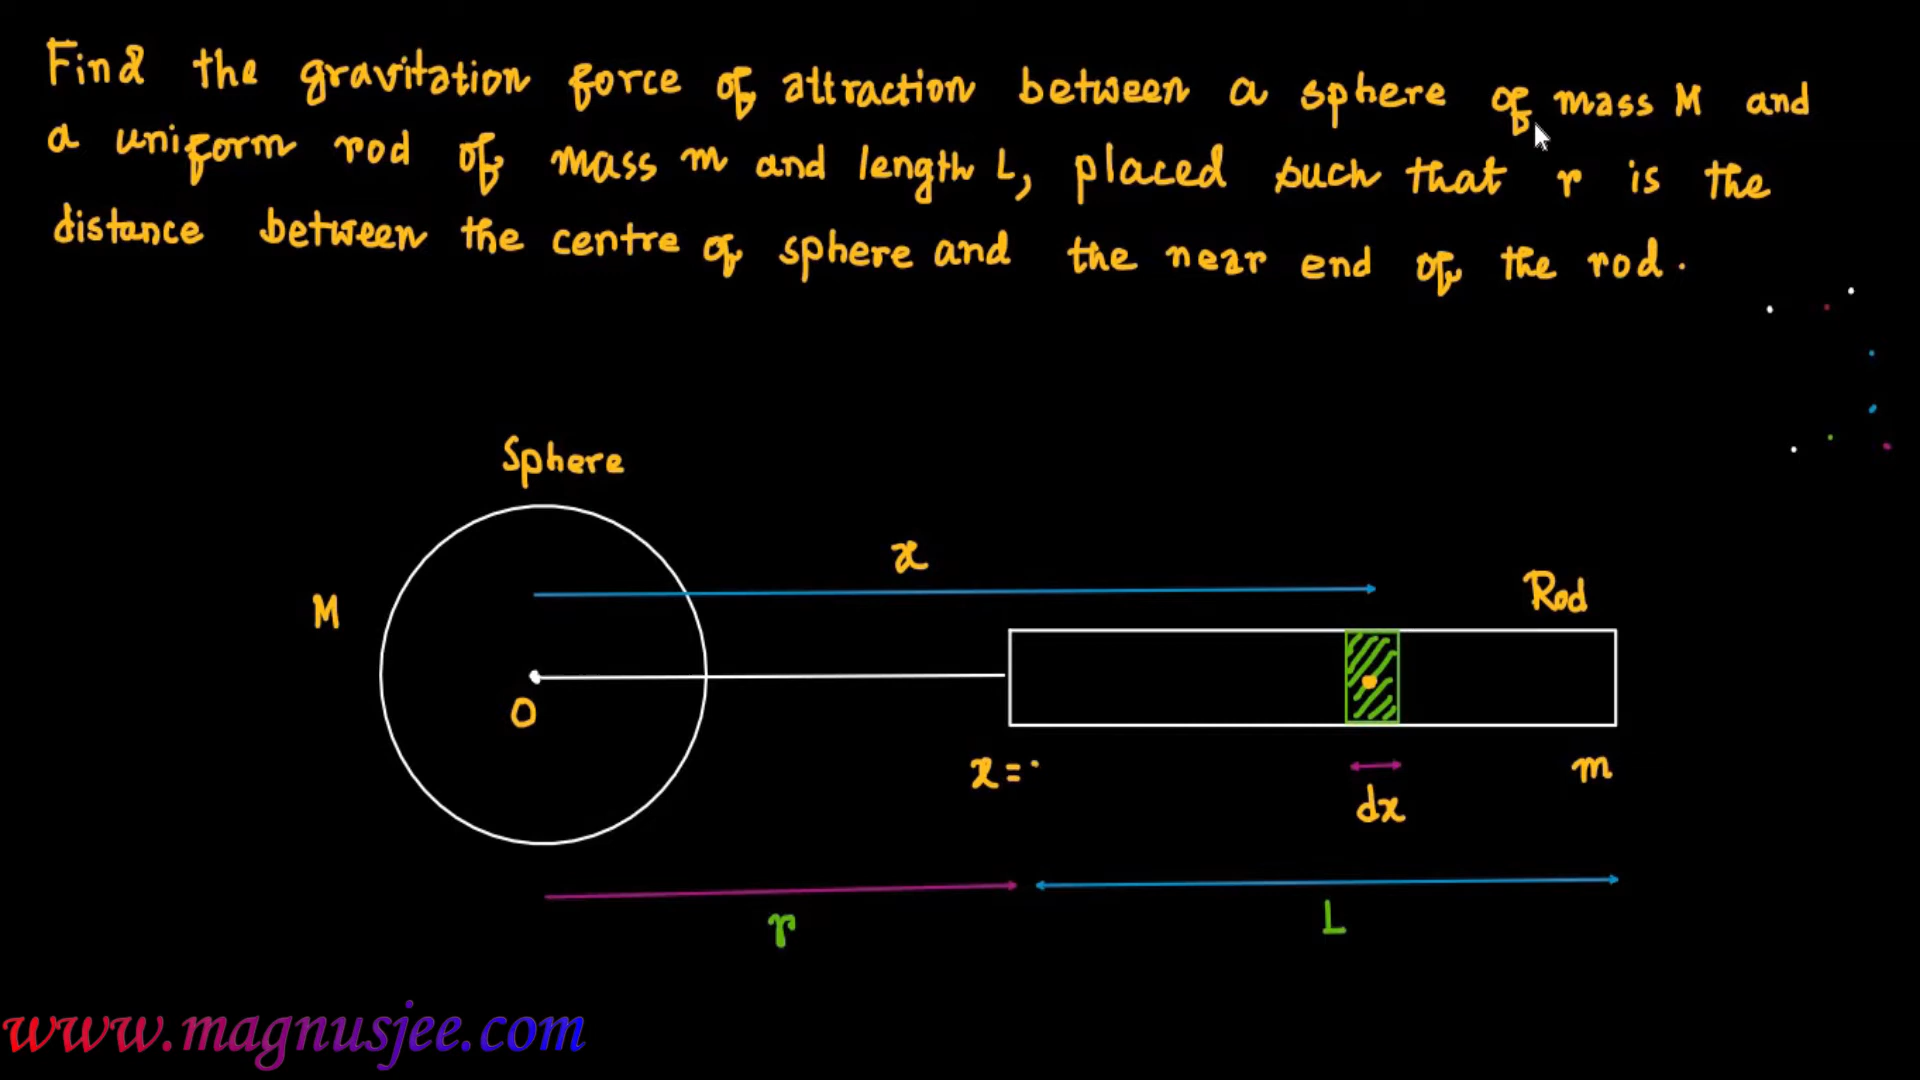 Find the gravitation force of attraction between a sphere of mass M and
a uniform rod of mass m and length L, placed such that r is the
distance between the centre of sphere and the near end of the rod.
Sphere
x
Rod
M
O
x =
m
dx
r
L
www.magnusjee.com